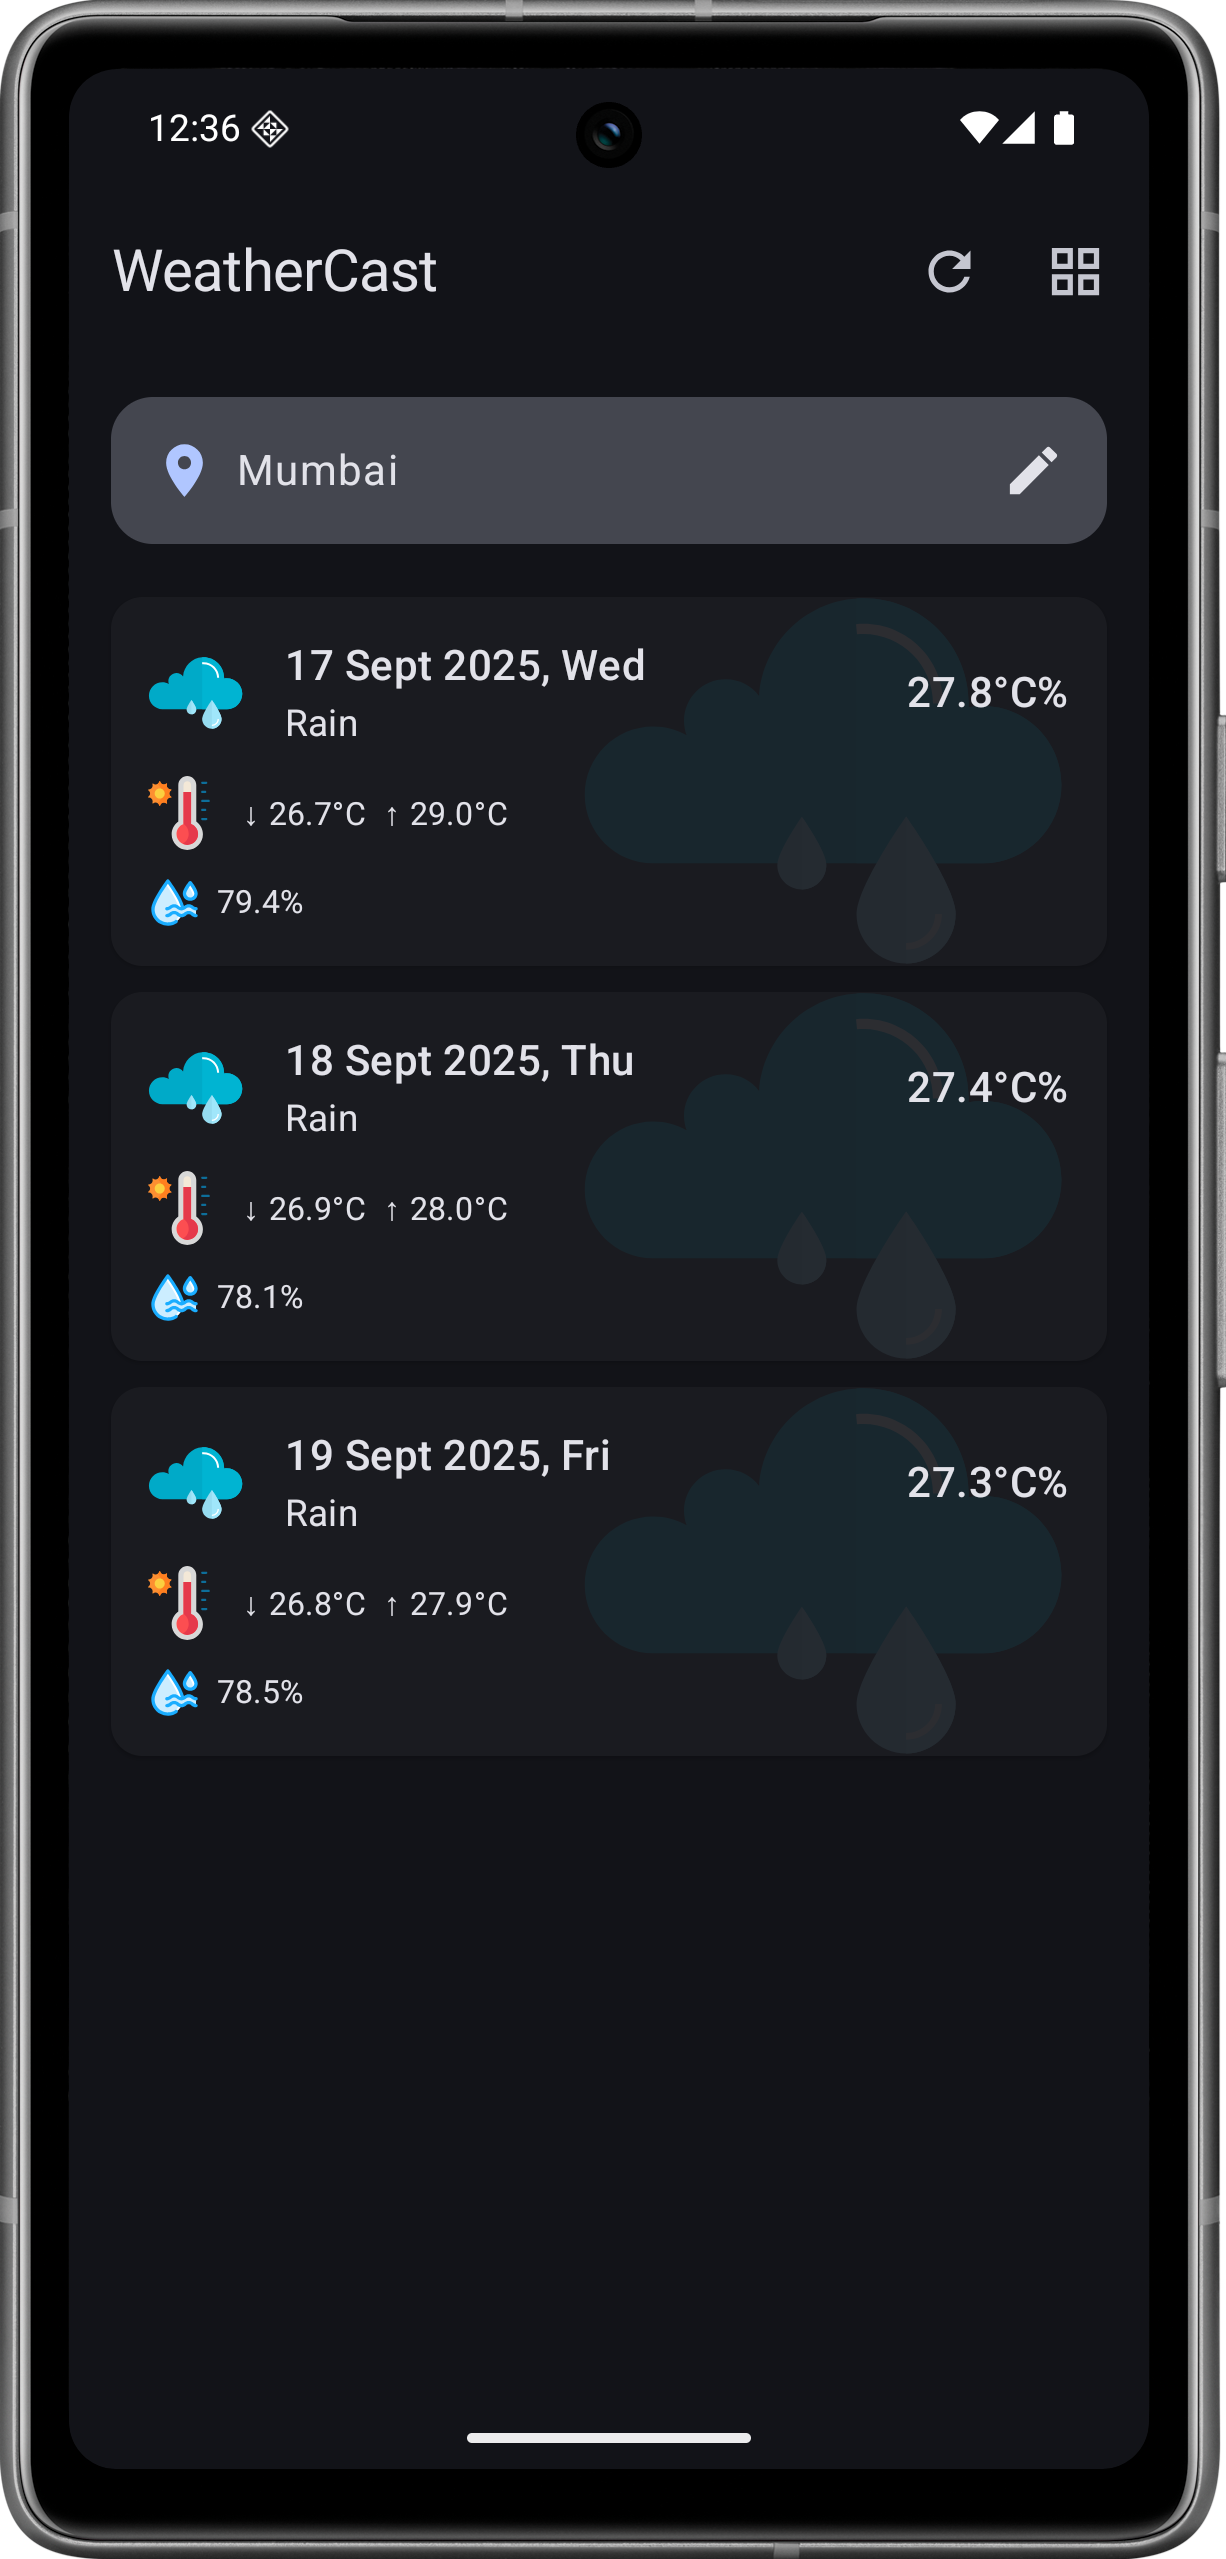 12:36
WeatherCast
Mumbai
17 Sept 2025, Wed
27.8°C%
Rain
↓ 26.7°C ↑ 29.0°C
79.4%
18 Sept 2025, Thu
27.4°C%
Rain
↓ 26.9°C ↑ 28.0°C
78.1%
19 Sept 2025, Fri
27.3°C%
Rain
↓ 26.8°C ↑ 27.9°C
78.5%